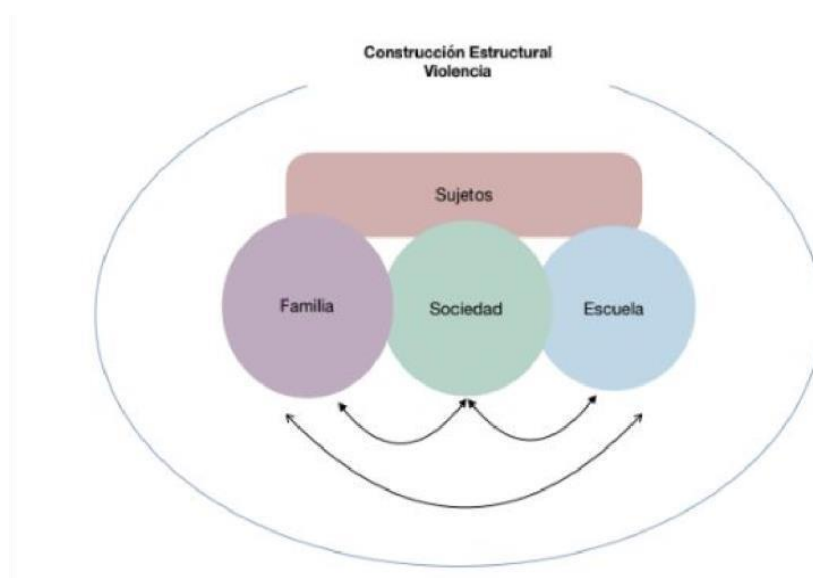 Construcción Estructural
Violencia
Sujetos
Familia
Sociedad
Escuela